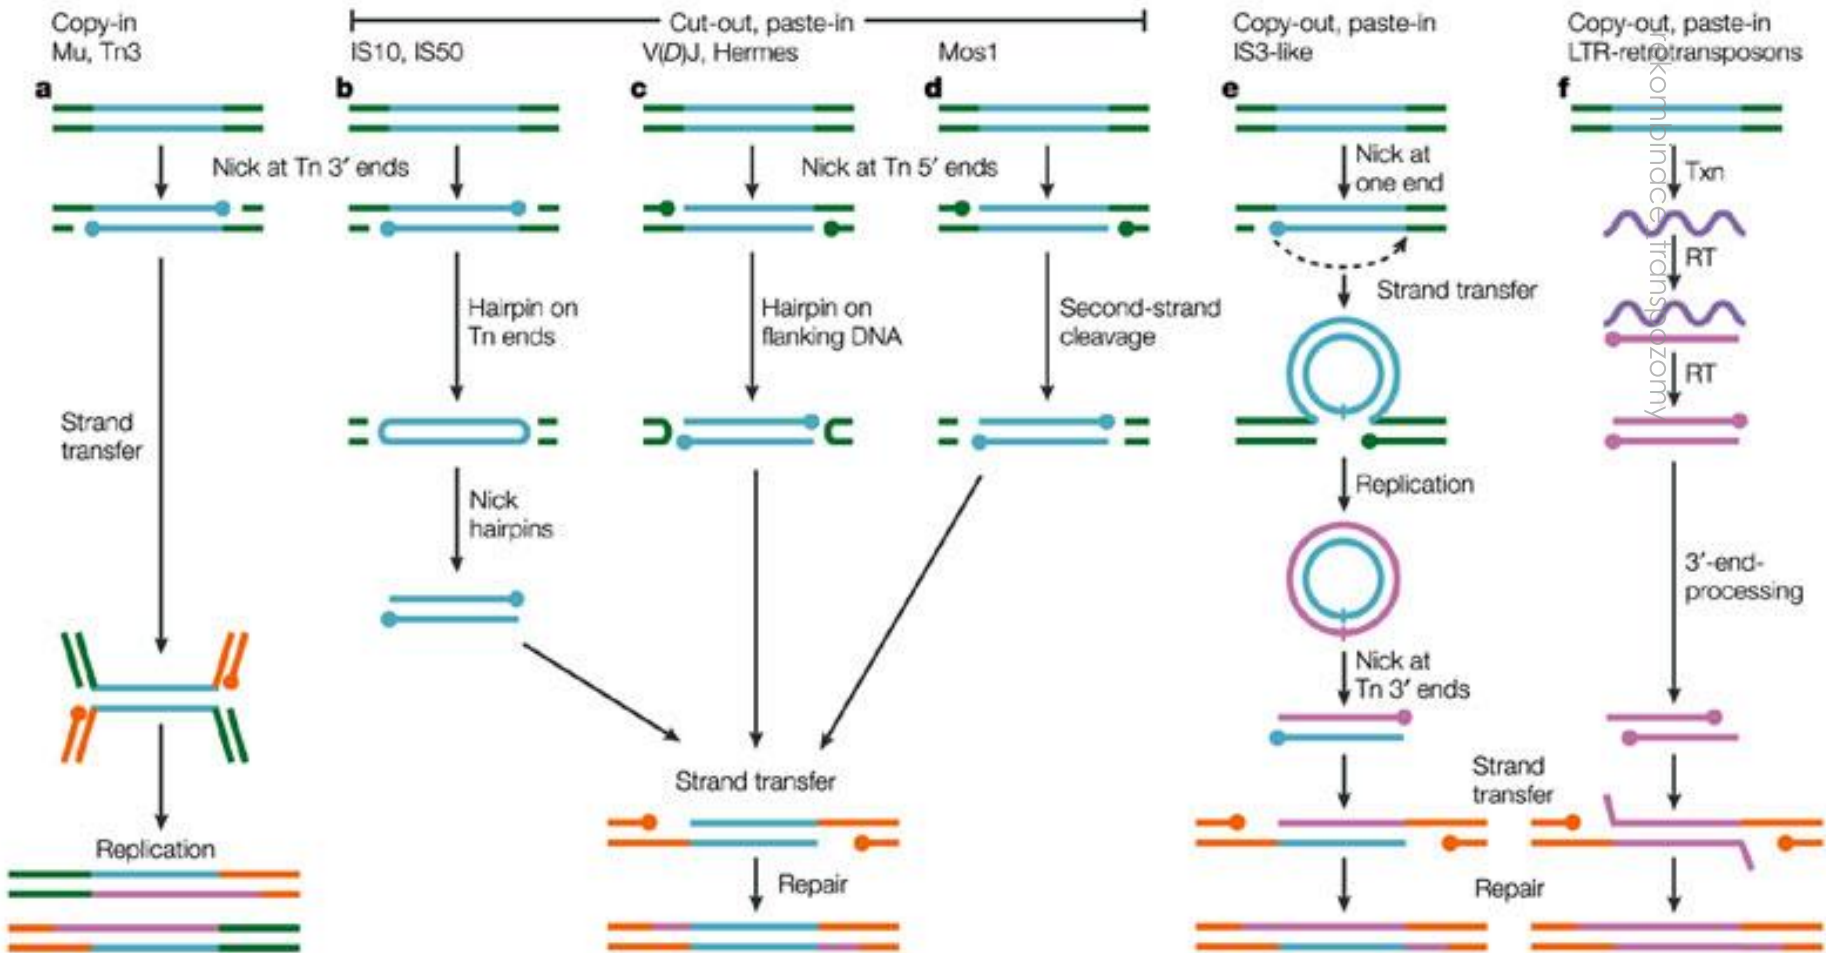 Copy-in
Mu, Tn3
Cut-out, paste-in
IS10, IS50
V(D)J, Hermes
Mos1
Copy-out, paste-in
IS3-like
Copy-out, paste-in
LTR-retrotransposons
a
b
c
d
e
f
Nick at Tn 3′ ends
Nick at Tn 5′ ends
Nick at
one end
Txn
RT
Strand transfer
Hairpin on
Tn ends
Hairpin on
flanking DNA
Second-strand
cleavage
RT
Strand
transfer
Nick
hairpins
Replication
3′-end-
processing
Nick at
Tn 3′ ends
Strand transfer
Strand
transfer
Replication
Repair
Repair
rekombinace transpozomy